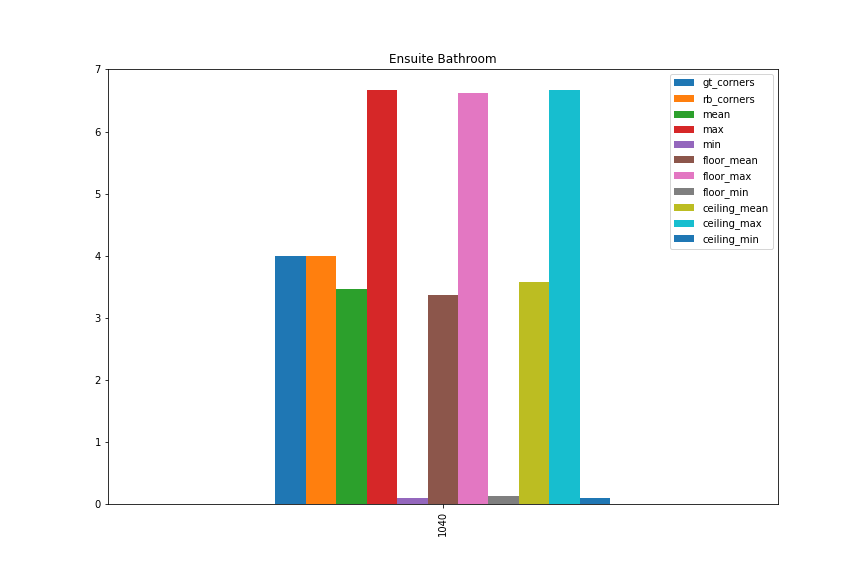 Ensuite Bathroom
7
6
5
4
3
2
1
0
1040
gt_corners
rb_corners
mean
max
min
floor_mean
floor_max
floor_min
ceiling_mean
ceiling_max
ceiling_min